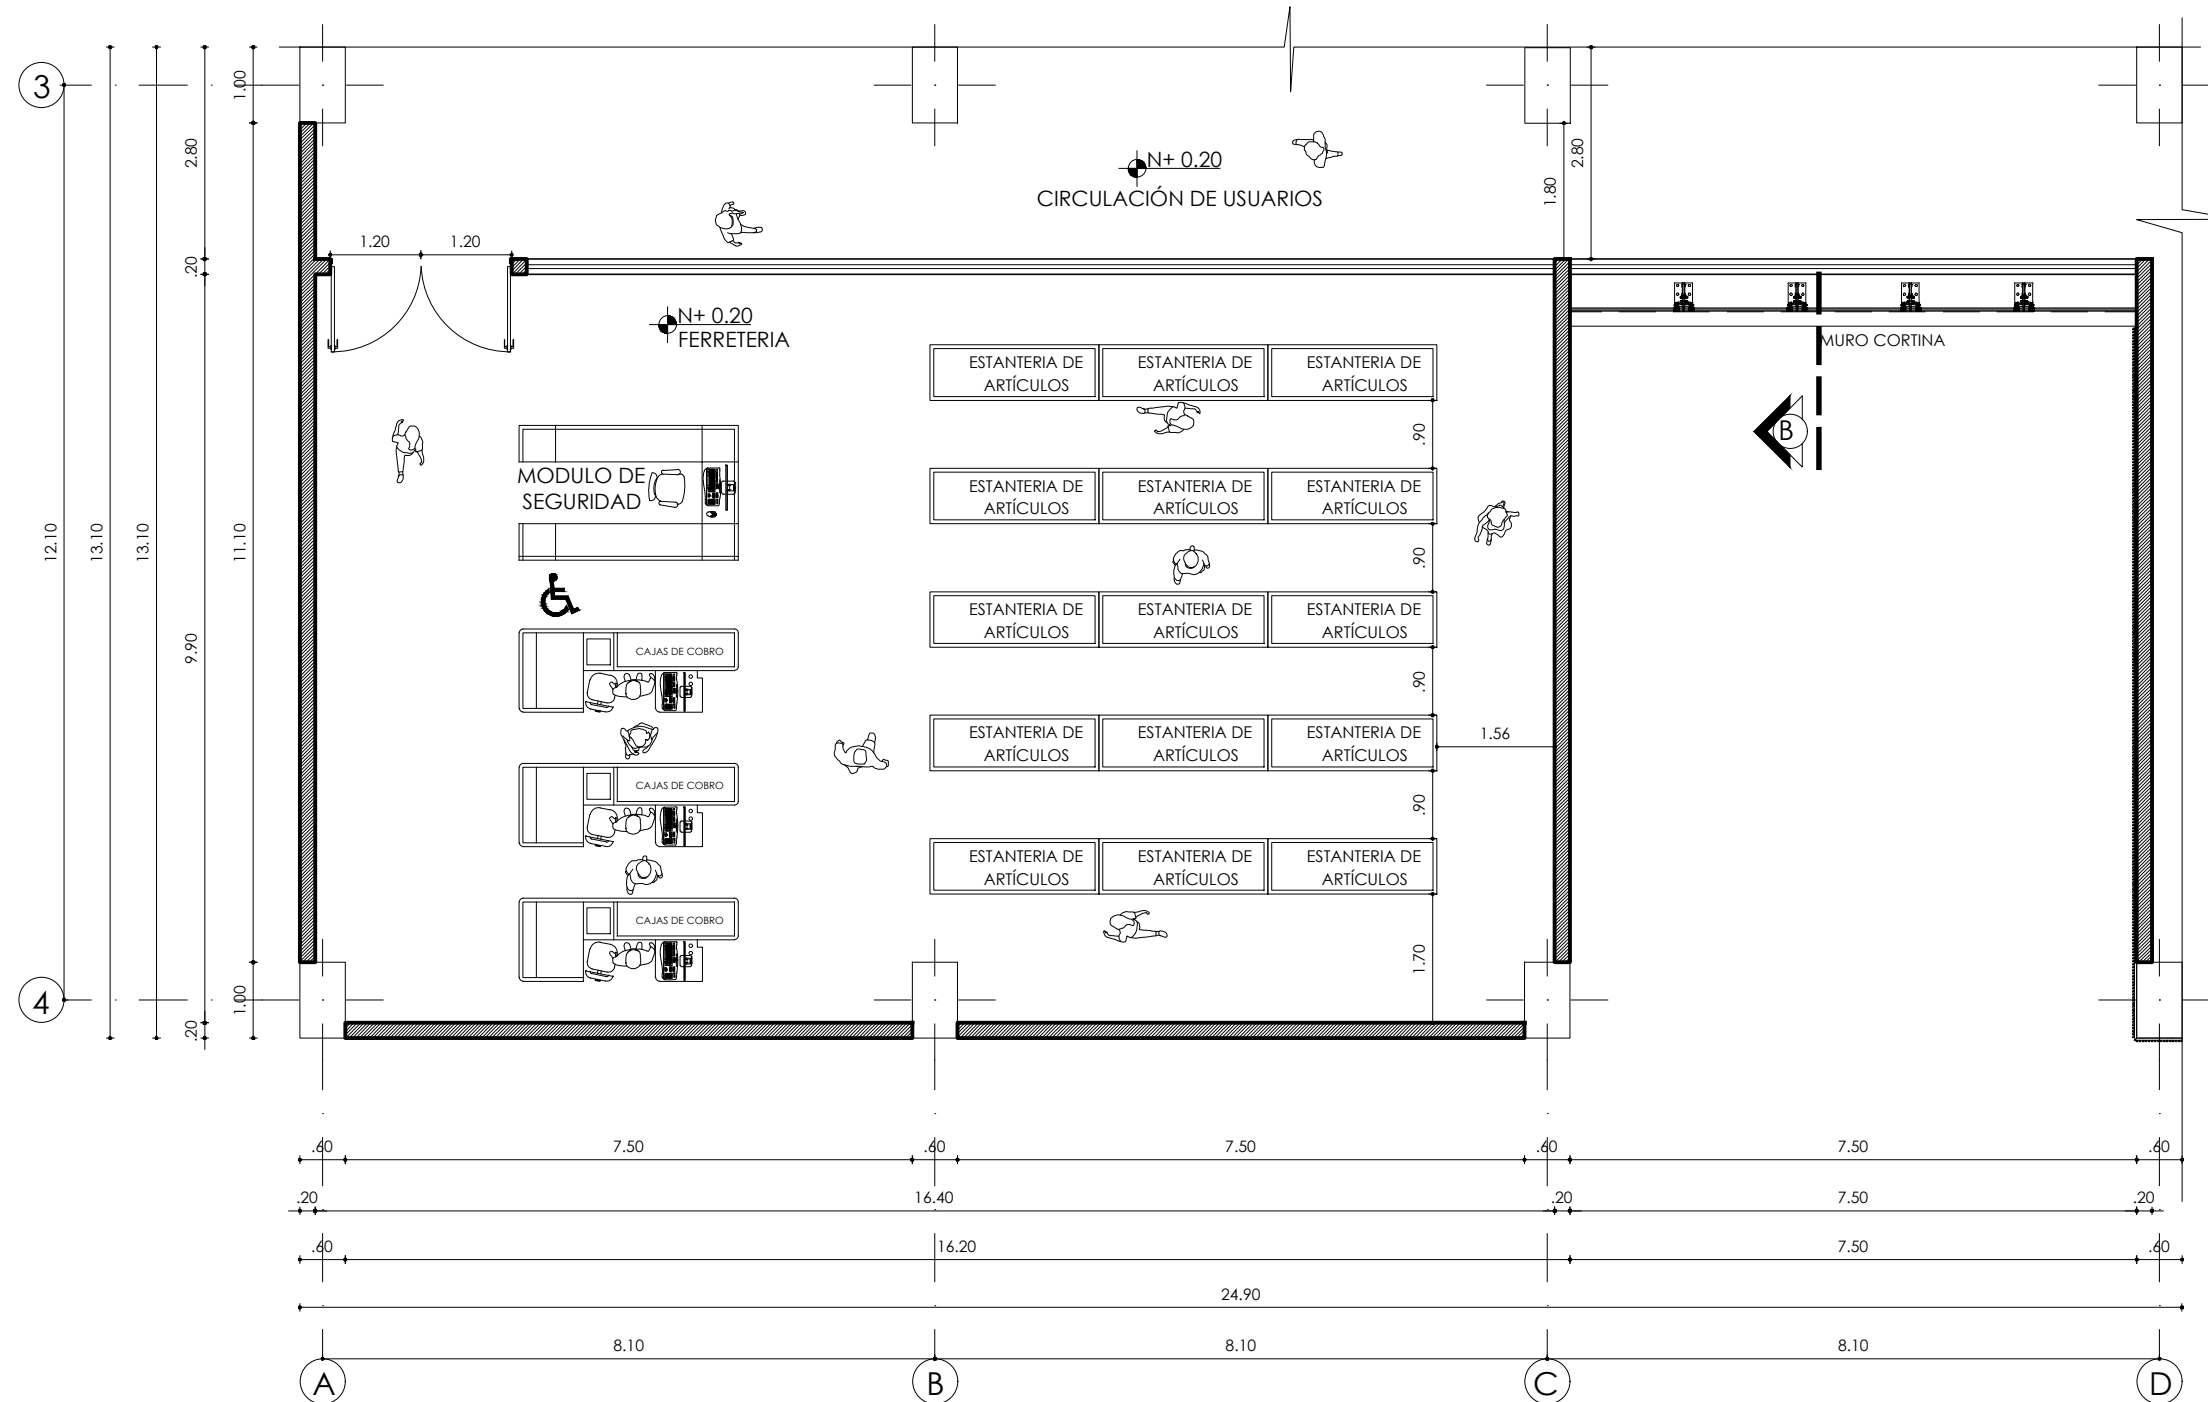 3
1.00
2.80
1.80
2.80
N+ 0.20
CIRCULACIÓN DE USUARIOS
1.20 1.20
.20
N+ 0.20
FERRETERIA
MURO CORTINA
B
ESTANTERIA DE ARTÍCULOS ESTANTERIA DE ARTÍCULOS ESTANTERIA DE ARTÍCULOS
.90
MODULO DE
SEGURIDAD
ESTANTERIA DE ARTÍCULOS ESTANTERIA DE ARTÍCULOS ESTANTERIA DE ARTÍCULOS
.90
12.10
13.10
13.10
9.90
11.10
ESTANTERIA DE ARTÍCULOS ESTANTERIA DE ARTÍCULOS ESTANTERIA DE ARTÍCULOS
CAJAS DE COBRO
.90
ESTANTERIA DE ARTÍCULOS ESTANTERIA DE ARTÍCULOS ESTANTERIA DE ARTÍCULOS
1.56
CAJAS DE COBRO
.90
ESTANTERIA DE ARTÍCULOS ESTANTERIA DE ARTÍCULOS ESTANTERIA DE ARTÍCULOS
CAJAS DE COBRO
1.70
4
1.00
.20
.60 7.50 .60 7.50 .60 7.50 .60
.20 16.40 .20 7.50 .20
.60 16.20 7.50 .60
24.90
8.10 8.10 8.10
A B C D